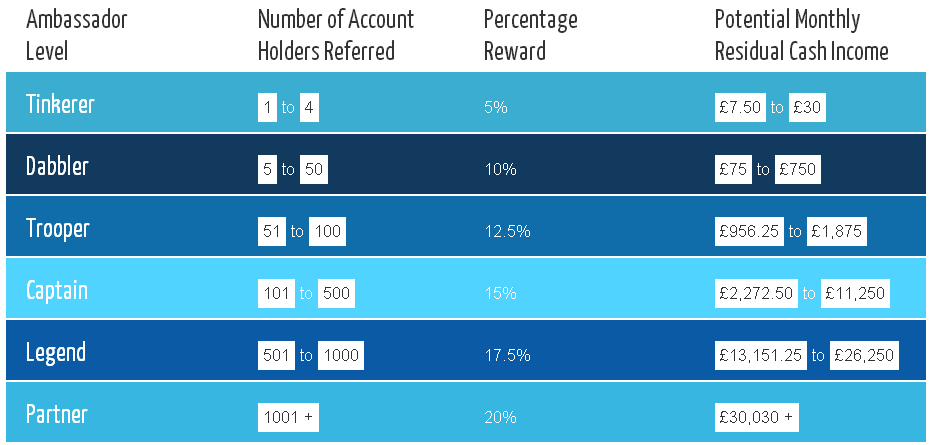 Ambassador Level Number of Account Holders Referred Percentage Reward Potential Monthly Residual Cash Income
Tinkerer 1 to 4 5% £7.50 to £30
Dabbler 5 to 50 10% £75 to £750
Trooper 51 to 100 12.5% £956.25 to £1,875
Captain 101 to 500 15% £2,272.50 to £11,250
Legend 501 to 1000 17.5% £13,151.25 to £26,250
Partner 1001 + 20% £30,030 +